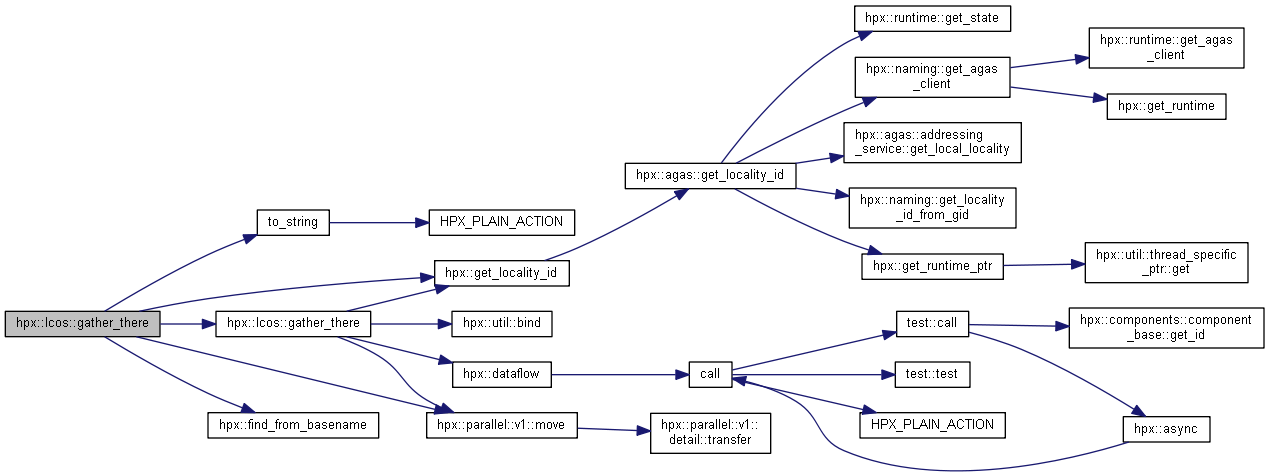 hpx::runtime::get_state
hpx::runtime::get_agas
_client
hpx::naming::get_agas
_client
hpx::get_runtime
hpx::agas::addressing
_service::get_local_locality
hpx::agas::get_locality_id
hpx::naming::get_locality
_id_from_gid
to_string
HPX_PLAIN_ACTION
hpx::get_runtime_ptr
hpx::util::thread_specific
_ptr::get
hpx::get_locality_id
hpx::lcos::gather_there
hpx::lcos::gather_there
hpx::util::bind
test::call
hpx::components::component
_base::get_id
hpx::dataflow
call
test::test
hpx::find_from_basename
hpx::parallel::v1::move
hpx::parallel::v1::
detail::transfer
HPX_PLAIN_ACTION
hpx::async